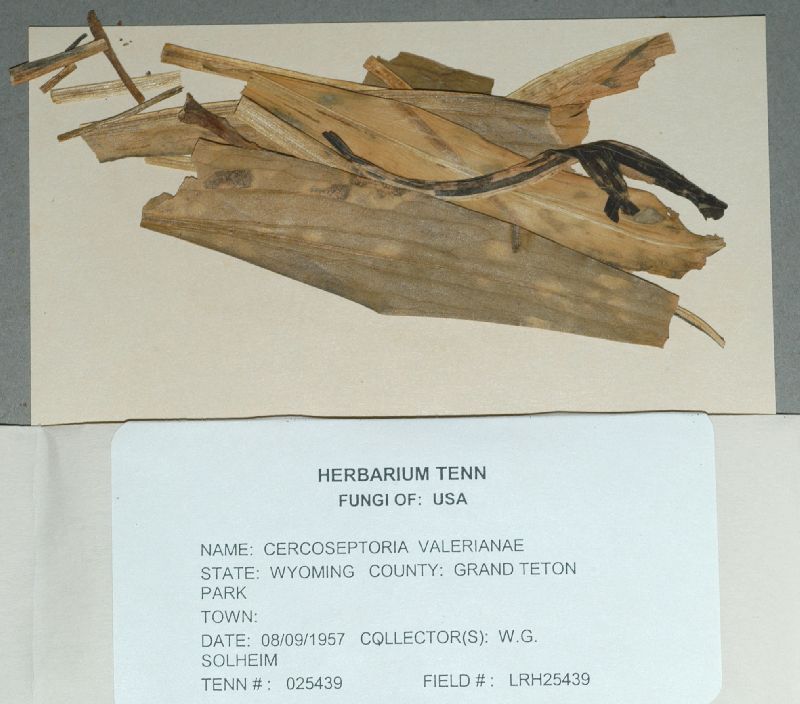 HERBARIUM TENN
FUNGI OF: USA
NAME: CERCOSEPTORIA VALERIANAE
STATE: WYOMING COUNTY: GRAND TETON
PARK
TOWN:
DATE: 08/09/1957 COLLECTOR(S): W.G.
SOLHEIM
TENN #: 025439 FIELD #: LRH25439